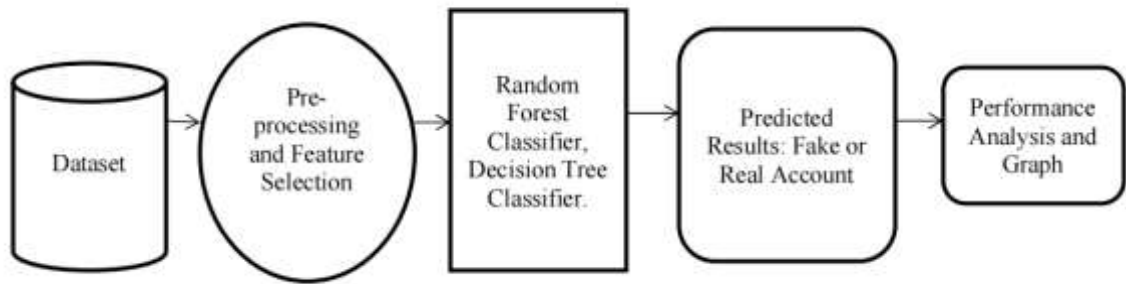 Dataset
Pre-
processing
and Feature
Selection
Random
Forest
Classifier,
Decision Tree
Classifier.
Predicted
Results: Fake or
Real Account
Performance
Analysis and
Graph